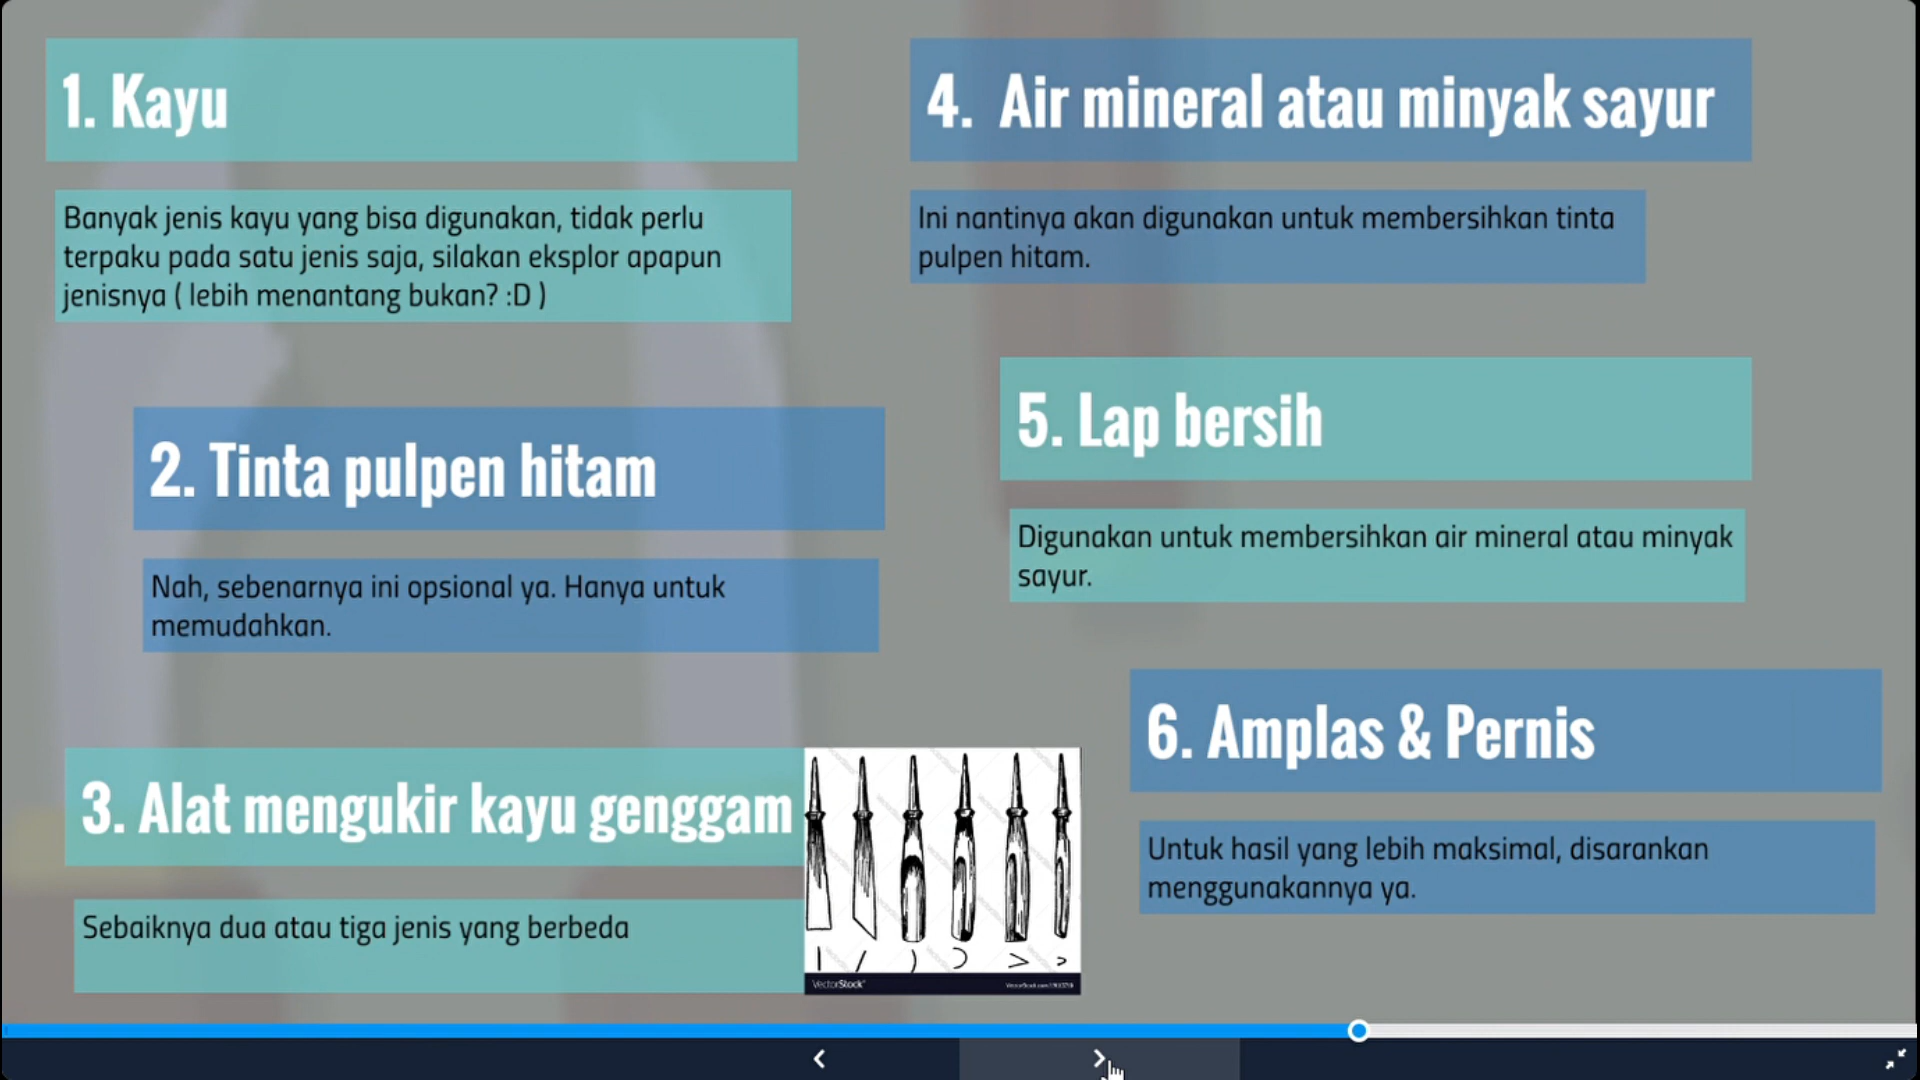 1. Kayu
Banyak jenis kayu yang bisa digunakan, tidak perlu
terpaku pada satu jenis saja, silakan eksplor apapun
jenisnya ( lebih menantang bukan? :D )
2. Tinta pulpen hitam
Nah, sebenarnya ini opsional ya. Hanya untuk
memudahkan.
3. Alat mengukir kayu genggam
Sebaiknya dua atau tiga jenis yang berbeda
VectorStock
4. Air mineral atau minyak sayur
Ini nantinya akan digunakan untuk membersihkan tinta
pulpen hitam.
5. Lap bersih
Digunakan untuk membersihkan air mineral atau minyak
sayur.
6. Amplas & Pernis
Untuk hasil yang lebih maksimal, disarankan
menggunakannya ya.